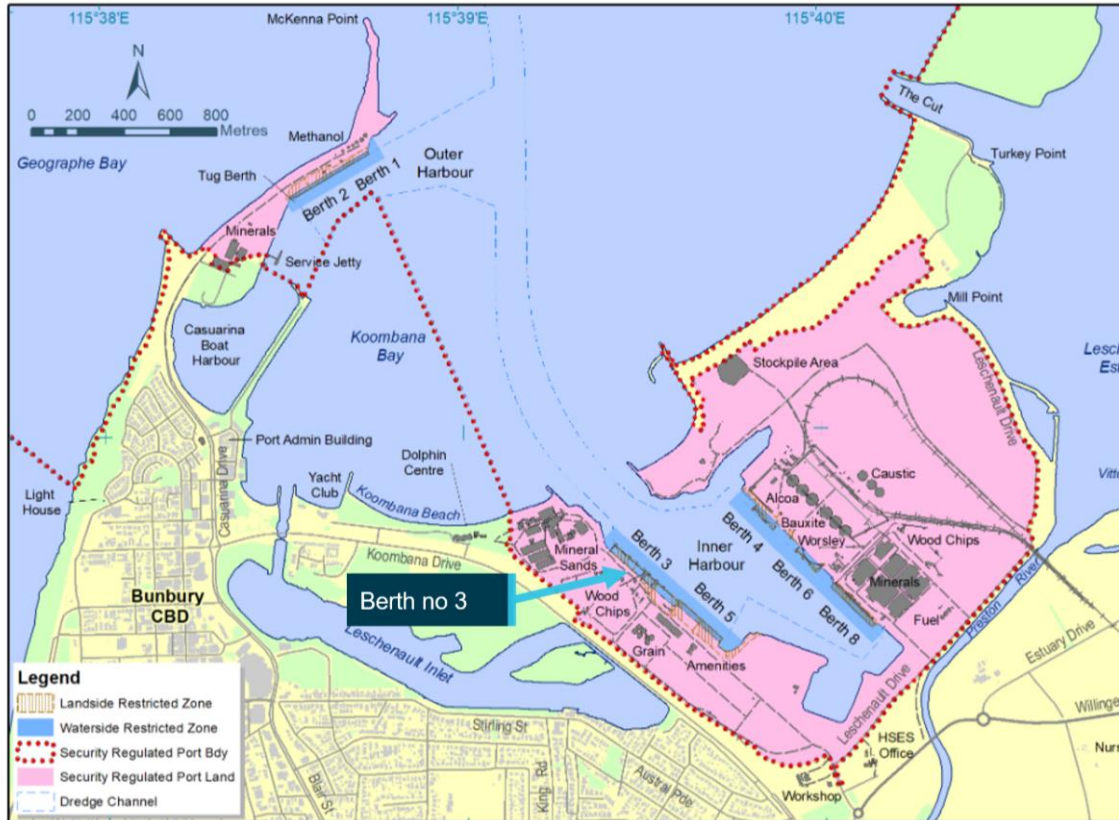 115°38'E
115°39'E
115°40'E
McKenna Point
N
0 200 400 600 800
Metres
The Cut
Methanol
Geographe Bay
Outer
Harbour
Turkey Point
Tug Berth
Berth 1
Berth 2
Minerals
Service Jetty
Mill Point
Casuarina
Boat
Harbour
Koombana
Bay
Stockpile Area
Leschenault Drive
Port Admin Building
Dolphin
Centre
Caustic
Light
House
Casuarina Drive
Yacht
Club
Koombana Beach
Alcoa
Bauxite
Worsley
Wood Chips
Berth 4
Berth 6
Berth 8
Mineral
Sands
Berth 3
Berth 5
Inner
Harbour
Koombana Drive
Minerals
Bunbury
CBD
Berth no 3
Wood
Chips
Fuel
Preston River
Grain
Estuary Drive
Leschenault Inlet
Amenities
Leschenault Drive
Legend
Landside Restricted Zone
Waterside Restricted Zone
Security Regulated Port Bdy
Security Regulated Port Land
Dredge Channel
Stirling St
King Rd
Austral Pde
Blair St
HSES
Office
Workshop